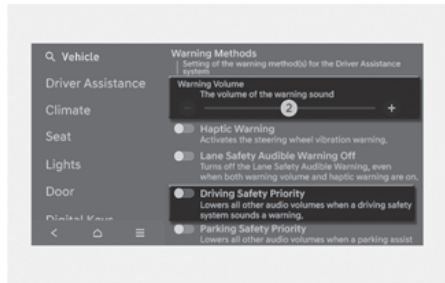 Vehicle
Driver Assistance
Climate
Seat
Lights
Door
Digital Keys
Warning Methods
Setting of the warning method(s) for the Driver Assistance
system
Warning Volume
The volume of the warning sound
2
Haptic Warning
Activates the steering wheel vibration warning.
Lane Safety Audible Warning Off
Turns off the Lane Safety Audible Warning, even
when both warning volume and haptic warning are on.
Driving Safety Priority
Lowers all other audio volumes when a driving safety
system sounds a warning.
Parking Safety Priority
Lowers all other audio volumes when a parking assist